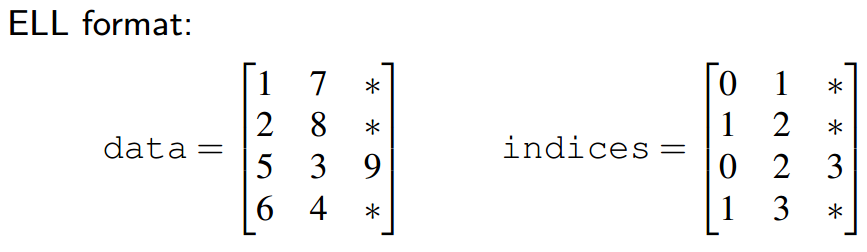 ELL format:
data = [1 7 * indices = [0 1 *
2 8 * 1 2 *
5 3 9 0 2 3
6 4 *] 1 3 *]